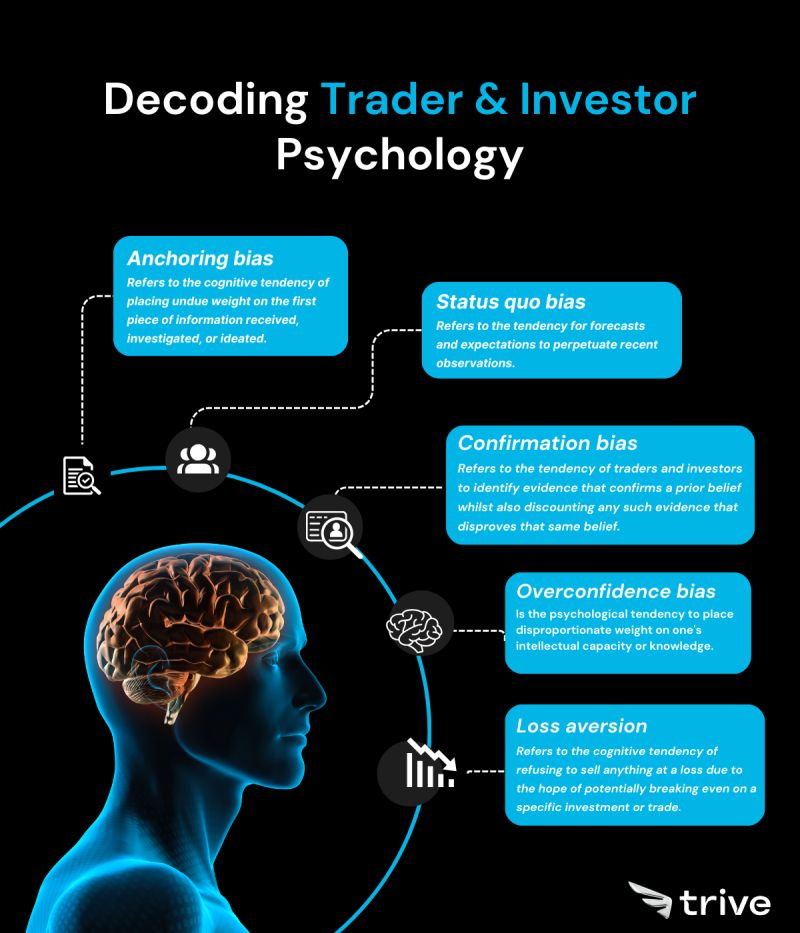 Decoding Trader & Investor
Psychology
Anchoring bias
Refers to the cognitive tendency of
placing undue weight on the first
piece of information received,
investigated, or ideated.
Status quo bias
Refers to the tendency for forecasts
and expectations to perpetuate recent
observations.
Confirmation bias
Refers to the tendency of traders and investors
to identify evidence that confirms a prior belief
whilst also discounting any such evidence that
disproves that same belief.
Overconfidence bias
Is the psychological tendency to place
disproportionate weight on one's
intellectual capacity or knowledge.
Loss aversion
Refers to the cognitive tendency of
refusing to sell anything at a loss due to
the hope of potentially breaking even on a
specific investment or trade.
trive